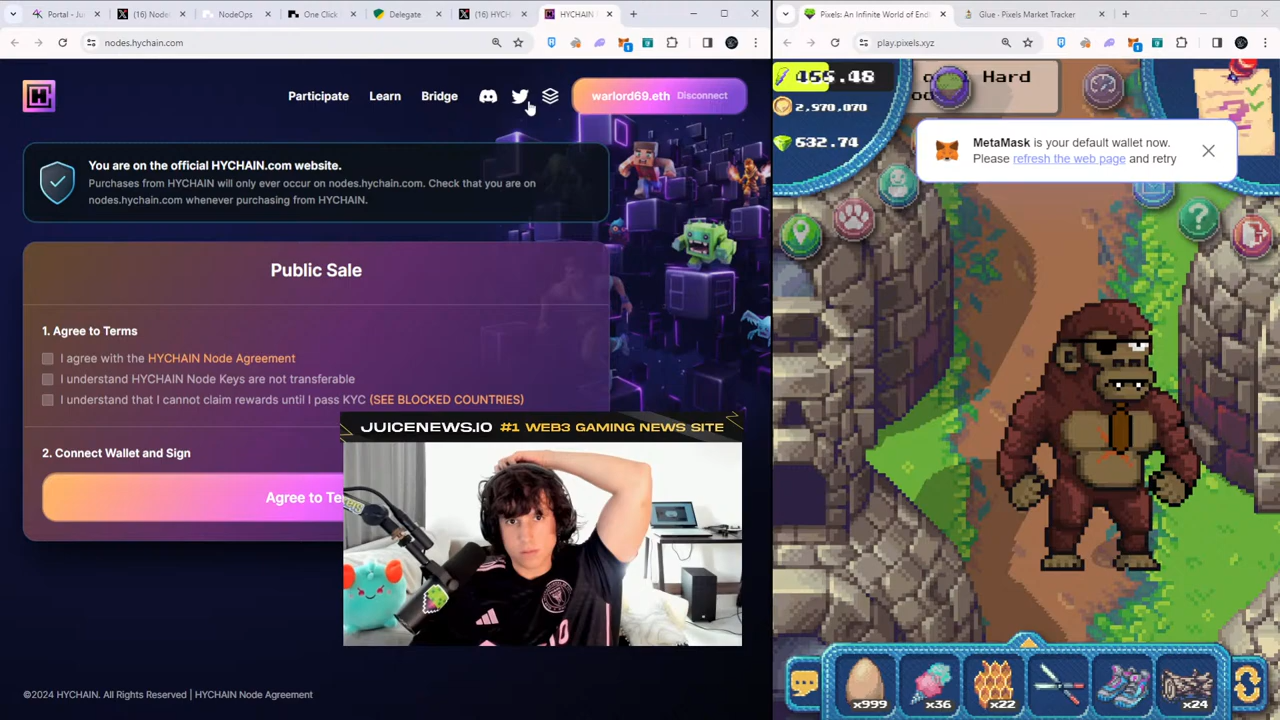 Portal - Juic
(1) Nodes
NodeOps
One Click
Delegate
(16) HYC
HYCHAIN
nodes.hychain.com
Participate
Learn
Bridge
warlord69.eth Disconnect
You are on the official HYCHAIN.com website.
Purchases from HYCHAIN will only ever occur on nodes.hychain.com. Check that you are on
nodes.hychain.com whenever purchasing from HYCHAIN.
Public Sale
1. Agree to Terms
I agree with the HYCHAIN Node Agreement
I understand HYCHAIN Node Keys are not transferable
I understand that I cannot claim rewards until I pass KYC (SEE BLOCKED COUNTRIES)
2. Connect Wallet and Sign
Agree to Te
JUICENEWS.IO #1 WEB3 GAMING NEWS SITE
©2024 HYCHAIN. All Rights Reserved | HYCHAIN Node Agreement
Pixels: An Infinite World of End
Glue - Pixels Market Tracker
play.pixels.xyz
Hard
2,970,070
632.74
MetaMask is your default wallet now.
Please refresh the web page and retry
x999
x36
x22
x24